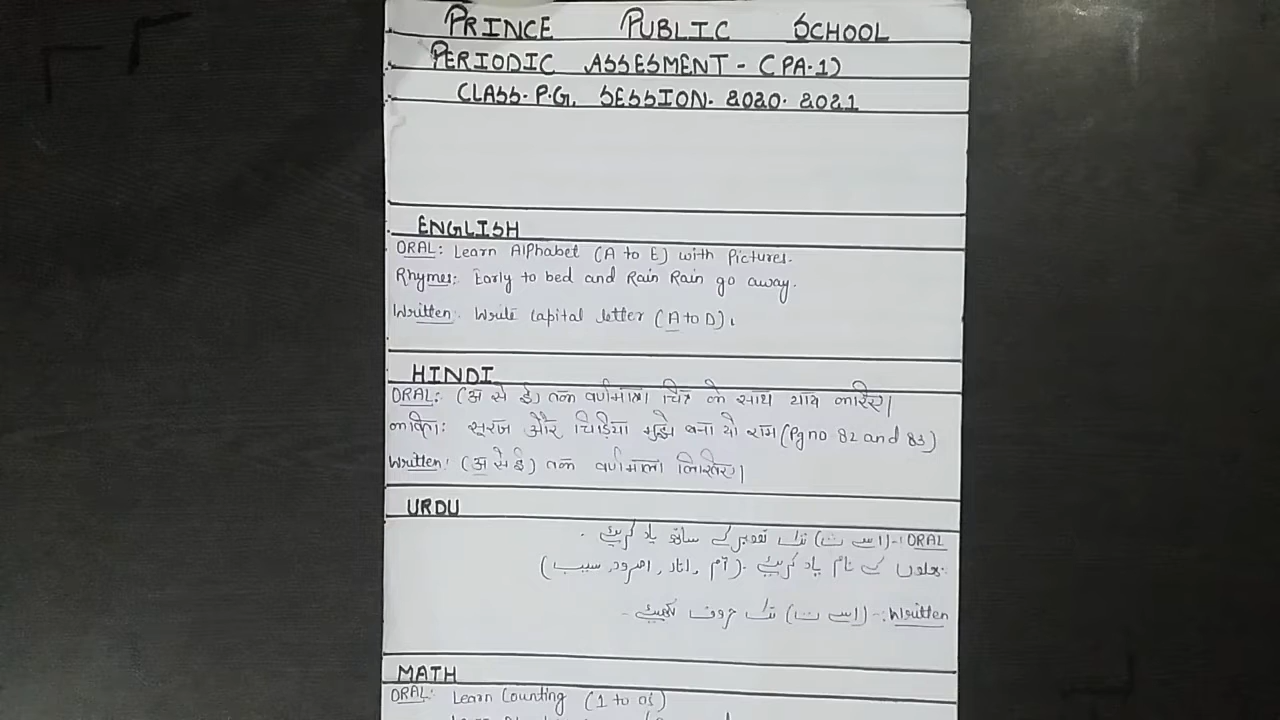 PRINCE PUBLIC SCHOOL
PERIODIC ASSESMENT - (PA-1)
CLASS. P.G. SESSION. 2020. 2021
ENGLISH
ORAL: Learn Alphabet (A to E) with Pictures.
Rhymes: Early to bed and Rain Rain go away.
Written: Write Capital letter (A to D).
HINDI
ORAL: (अ से ई) तक वर्णमाला चित्र के साथ याद करिए।
कविता: सूरज और चिड़िया मुझे बना दो राम (Pg no 82 and 83)
Written: (अ से ई) तक वर्णमाला लिखिए।
URDU
ORAL :- (ا سے ت) تک تصویر کے ساتھ یاد کریئے ۔
پھلوں کے نام یاد کریئے ۔ (آم ، انار ، امرود، سیب)
Written :- (ا سے ت) تک حروف لکھیئے -
MATH
ORAL: Learn Counting (1 to 05)